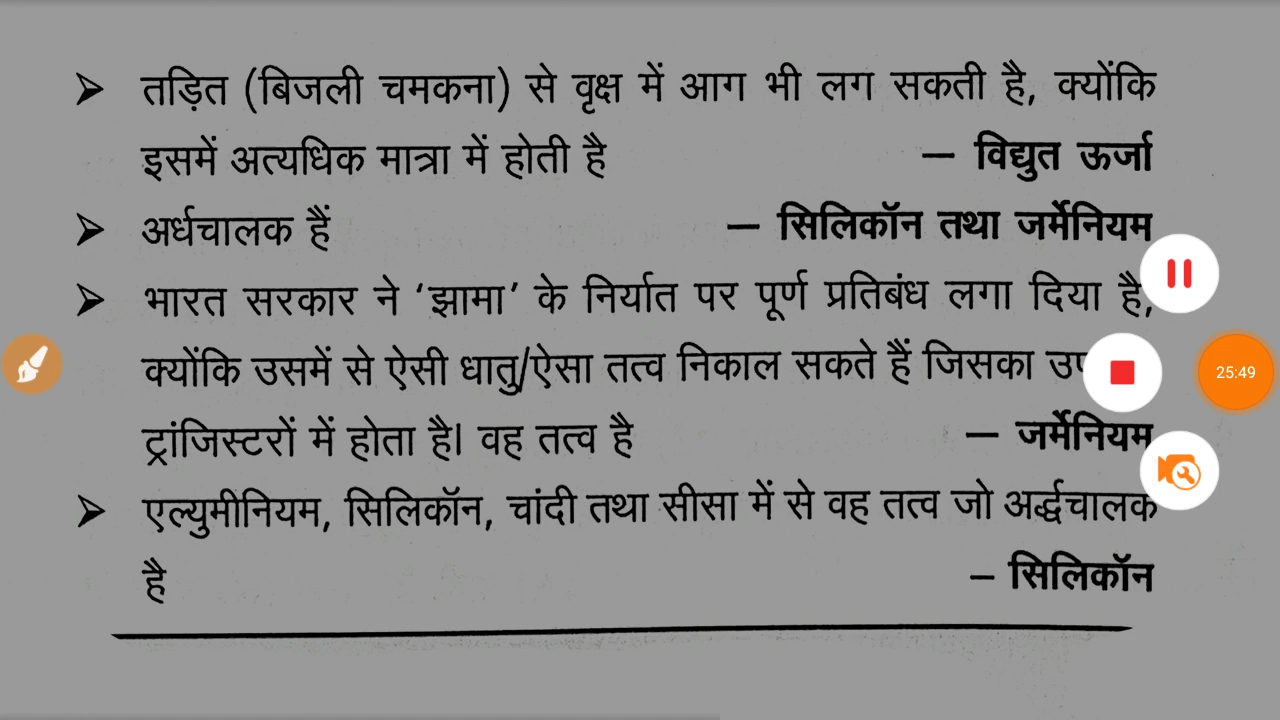 ➤ तड़ित (बिजली चमकना) से वृक्ष में आग भी लग सकती है, क्योंकि
इसमें अत्यधिक मात्रा में होती है — विद्युत ऊर्जा
➤ अर्धचालक हैं — सिलिकॉन तथा जर्मेनियम
➤ भारत सरकार ने ‘झामा’ के निर्यात पर पूर्ण प्रतिबंध लगा दिया है,
क्योंकि उसमें से ऐसी धातु/ऐसा तत्व निकाल सकते हैं जिसका
ट्रांजिस्टरों में होता है। वह तत्व है — जर्मेनियम
➤ एल्युमीनियम, सिलिकॉन, चांदी तथा सीसा में से वह तत्व जो अर्द्धचालक
है — सिलिकॉन
25:49